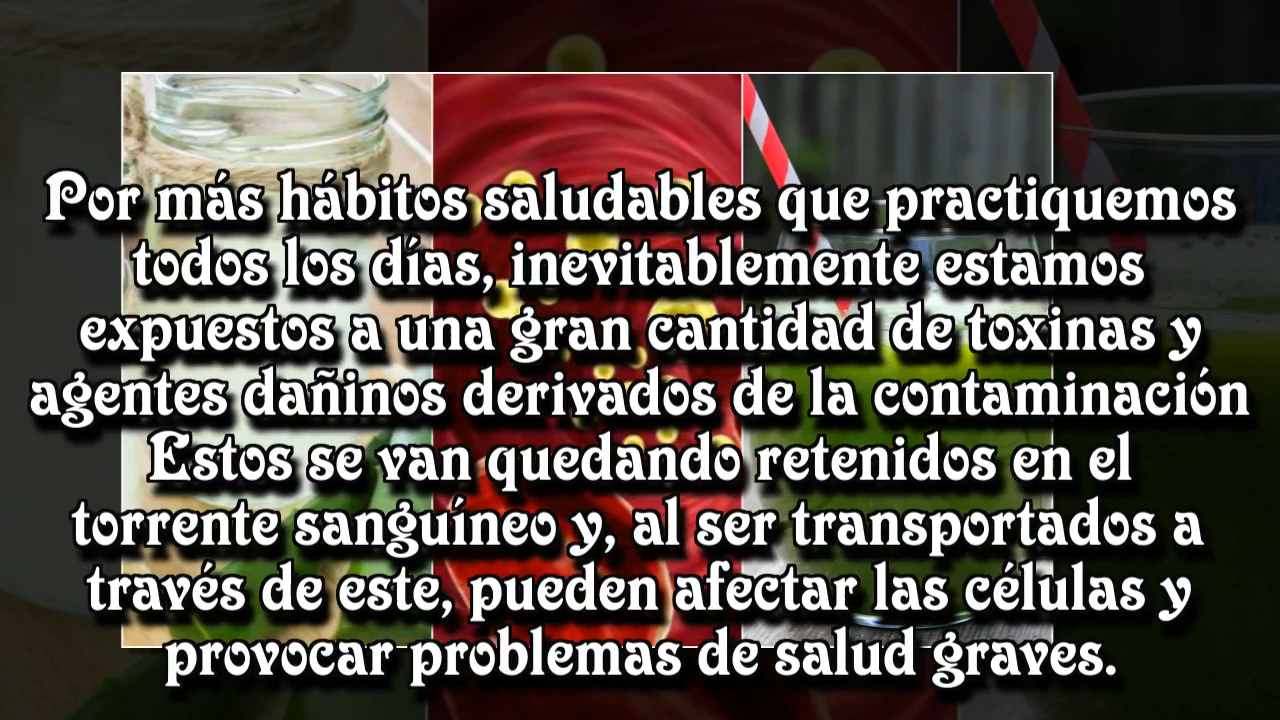 Por más hábitos saludables que practiquemos
todos los días, inevitablemente estamos
expuestos a una gran cantidad de toxinas y
agentes dañinos derivados de la contaminación
Estos se van quedando retenidos en el
torrente sanguíneo y, al ser transportados a
través de este, pueden afectar las células y
provocar problemas de salud graves.